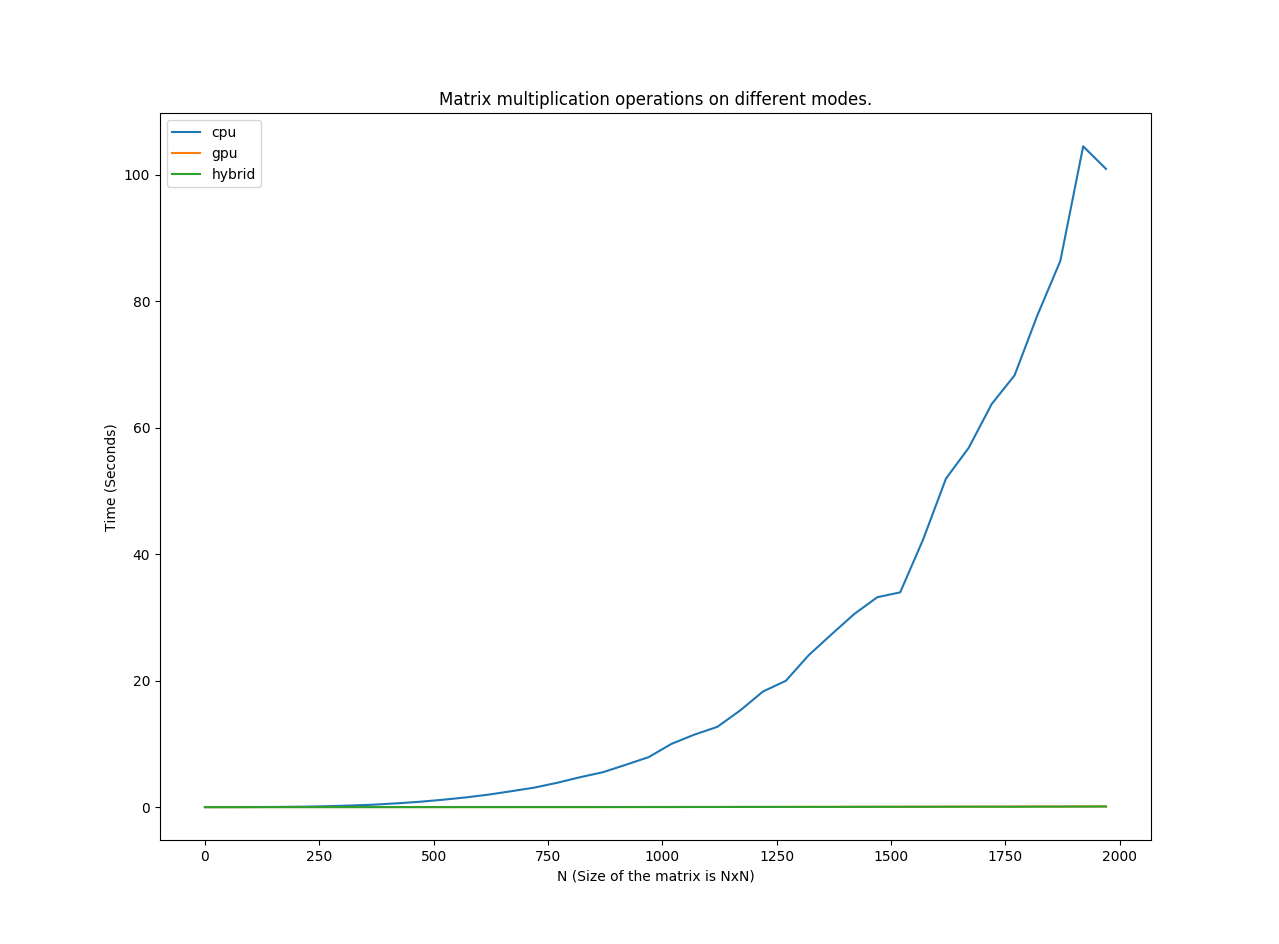 Matrix multiplication operations on different modes.
cpu
gpu
hybrid
100
80
60
40
20
0
Time (Seconds)
0 250 500 750 1000 1250 1500 1750 2000
N (Size of the matrix is NxN)